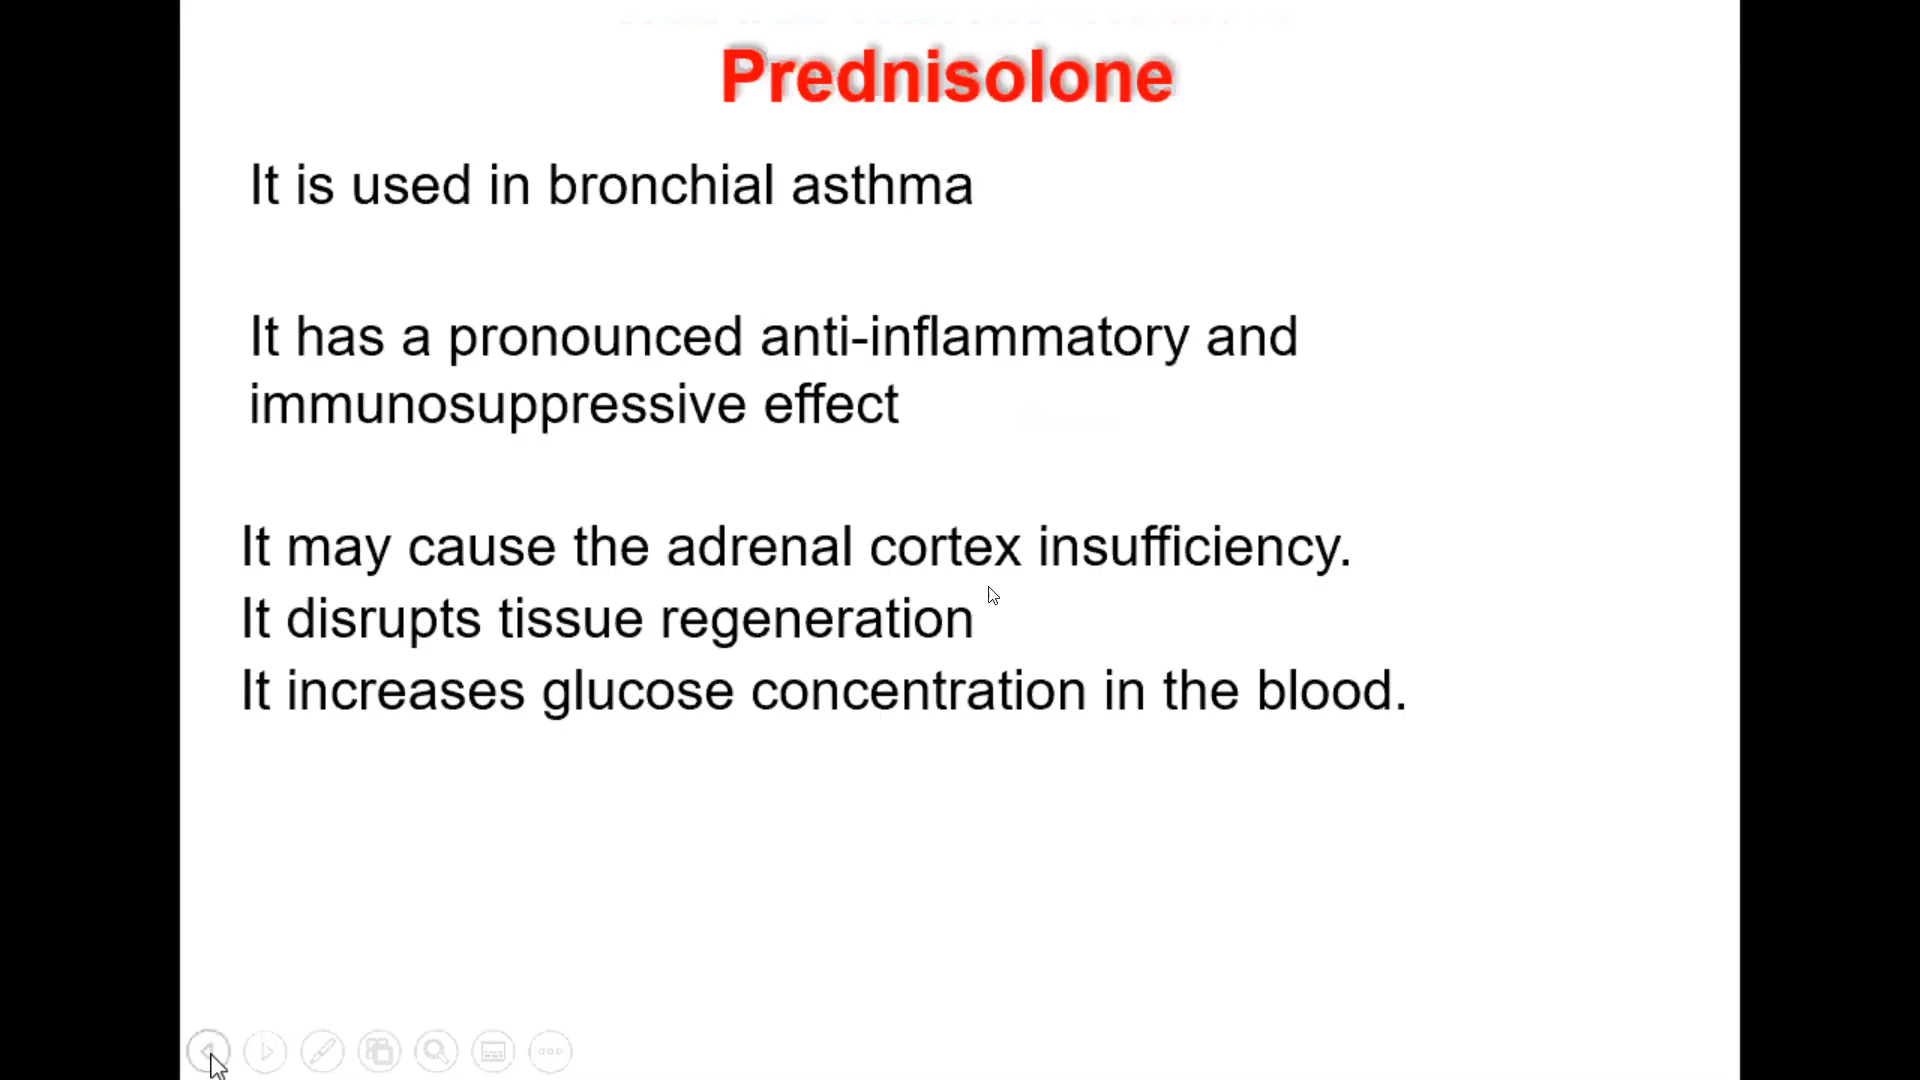 Prednisolone
It is used in bronchial asthma
It has a pronounced anti-inflammatory and
immunosuppressive effect
It may cause the adrenal cortex insufficiency.
It disrupts tissue regeneration
It increases glucose concentration in the blood.